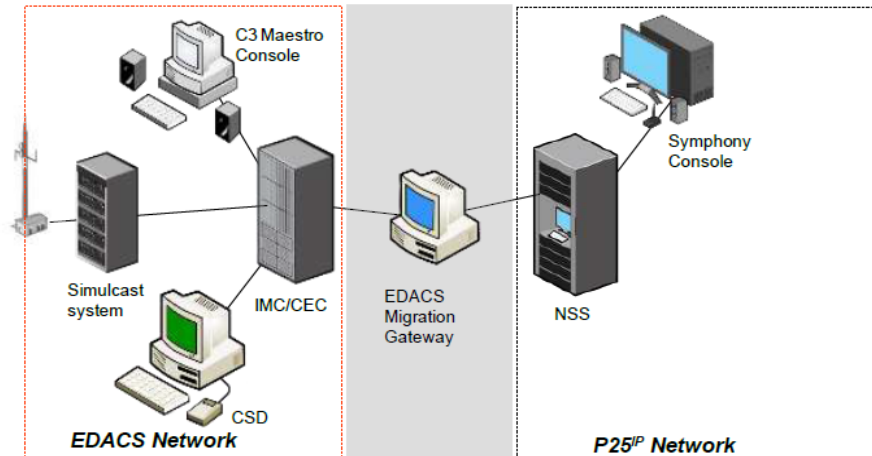 C3 Maestro
Console
Symphony
Console
Simulcast
system
IMC/CEC
EDACS
Migration
Gateway
NSS
CSD
EDACS Network
P25IP Network